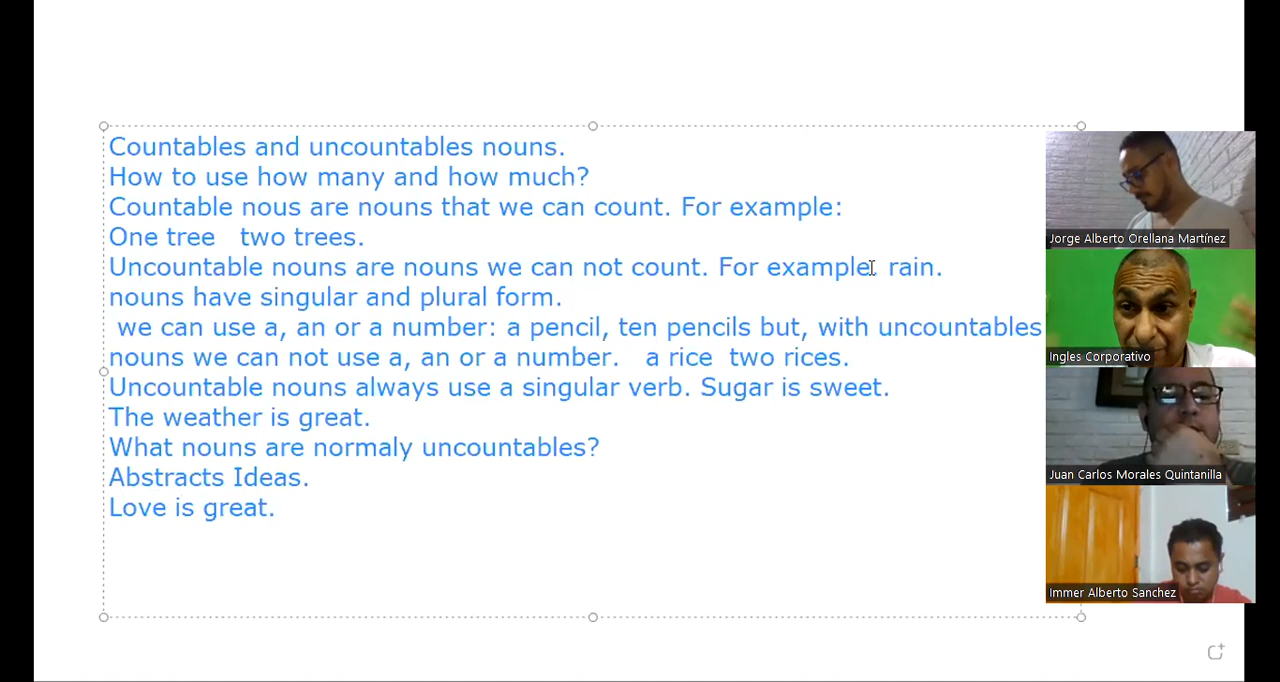 Countables and uncountables nouns.
How to use how many and how much?
Countable nous are nouns that we can count. For example:
One tree   two trees.
Uncountable nouns are nouns we can not count. For example: rain.
nouns have singular and plural form.
we can use a, an or a number: a pencil, ten pencils but, with uncountables
nouns we can not use a, an or a number.   a rice  two rices.
Uncountable nouns always use a singular verb. Sugar is sweet.
The weather is great.
What nouns are normaly uncountables?
Abstracts Ideas.
Love is great.
Jorge Alberto Orellana Martínez
Ingles Corporativo
Juan Carlos Morales Quintanilla
Immer Alberto Sanchez